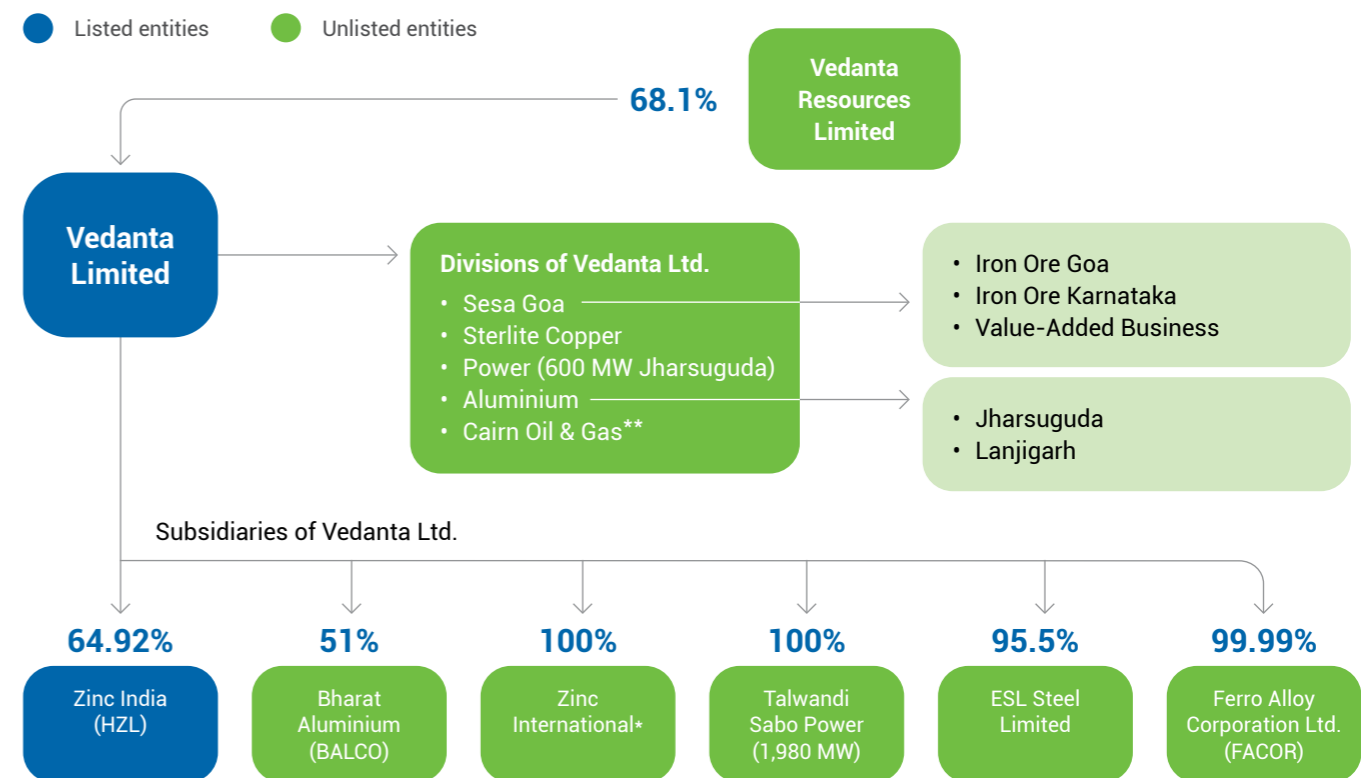 Listed entities
Unlisted entities
Vedanta
Resources
Limited
68.1%
Vedanta
Limited
Divisions of Vedanta Ltd.
• Sesa Goa
• Sterlite Copper
• Power (600 MW Jharsuguda)
• Aluminium
• Cairn Oil & Gas**
• Iron Ore Goa
• Iron Ore Karnataka
• Value-Added Business
• Jharsuguda
• Lanjigarh
Subsidiaries of Vedanta Ltd.
64.92%
Zinc India
(HZL)
51%
Bharat
Aluminium
(BALCO)
100%
Zinc
International*
100%
Talwandi
Sabo Power
(1,980 MW)
95.5%
ESL Steel
Limited
99.99%
Ferro Alloy
Corporation Ltd.
(FACOR)